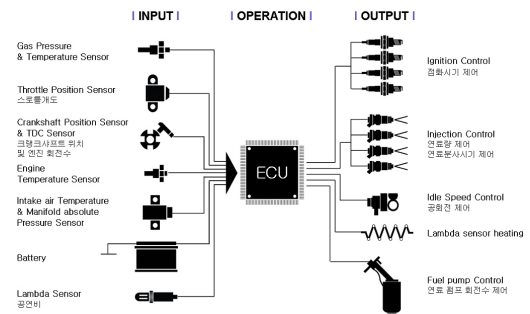 | INPUT |
| OPERATION |
| OUTPUT |
Gas Pressure
& Temperature Sensor
Throttle Position Sensor
스로틀개도
Crankshaft Position Sensor
& TDC Sensor
크랭크샤프트 위치
및 엔진 회전수
Engine
Temperature Sensor
Intake air Temperature
& Manifold absolute
Pressure Sensor
Battery
Lambda Sensor
공연비
ECU
Ignition Control
점화시기 제어
Injection Control
연료량 제어
연료분사시기 제어
Idle Speed Control
공회전 제어
Lambda sensor heating
Fuel pump Control
연료 펌프 회전수 제어